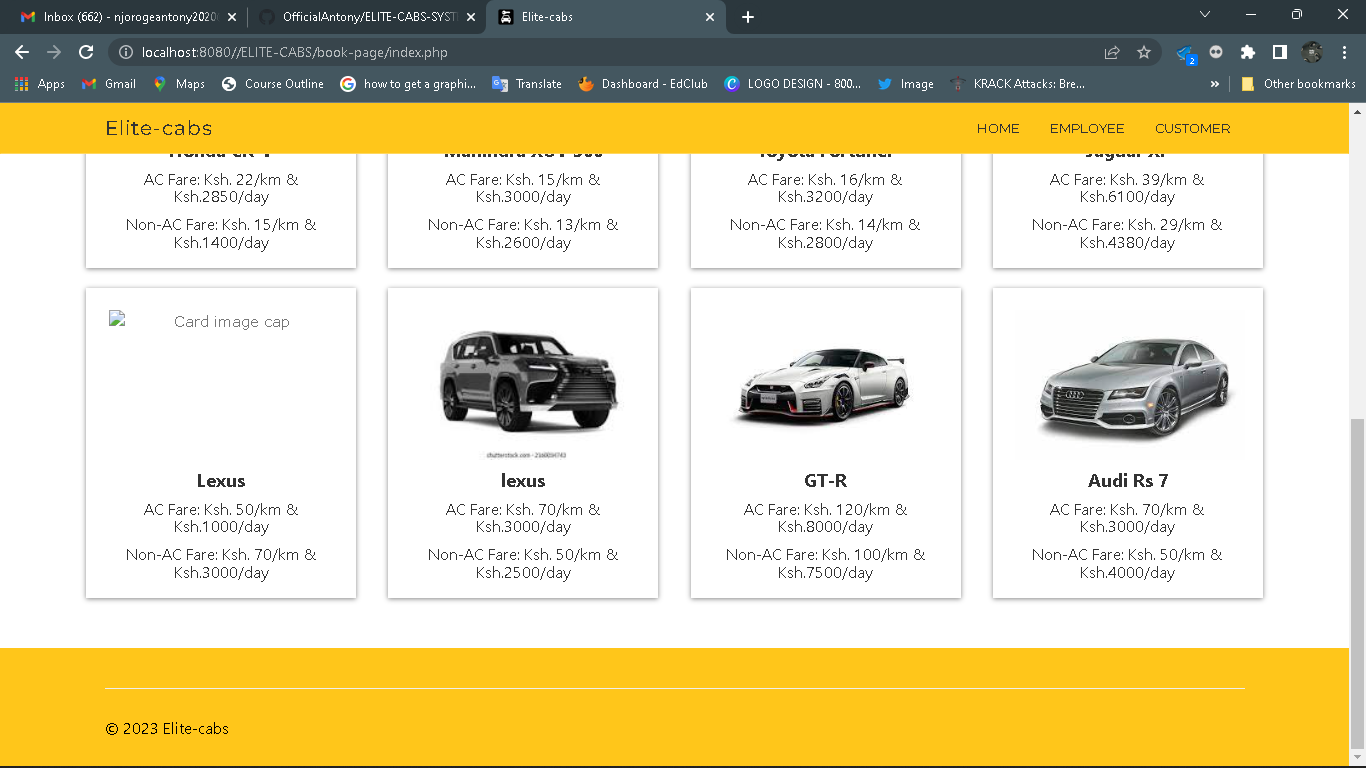 Inbox (662) - njorogeantony2020
OfficialAntony/ELITE-CABS-SYST
Elite-cabs
localhost:8080//ELITE-CABS/book-page/index.php
2
Apps
Gmail
Maps
Course Outline
how to get a graphi...
Translate
Dashboard - EdClub
LOGO DESIGN - 800...
Image
KRACK Attacks: Bre...
»
Other bookmarks
Elite-cabs
HOME
EMPLOYEE
CUSTOMER
AC Fare: Ksh. 22/km &
Ksh.2850/day
Non-AC Fare: Ksh. 15/km &
Ksh.1400/day
AC Fare: Ksh. 15/km &
Ksh.3000/day
Non-AC Fare: Ksh. 13/km &
Ksh.2600/day
AC Fare: Ksh. 16/km &
Ksh.3200/day
Non-AC Fare: Ksh. 14/km &
Ksh.2800/day
AC Fare: Ksh. 39/km &
Ksh.6100/day
Non-AC Fare: Ksh. 29/km &
Ksh.4380/day
Card image cap
Lexus
AC Fare: Ksh. 50/km &
Ksh.1000/day
Non-AC Fare: Ksh. 70/km &
Ksh.3000/day
lexus
AC Fare: Ksh. 70/km &
Ksh.3000/day
Non-AC Fare: Ksh. 50/km &
Ksh.2500/day
GT-R
AC Fare: Ksh. 120/km &
Ksh.8000/day
Non-AC Fare: Ksh. 100/km &
Ksh.7500/day
Audi Rs 7
AC Fare: Ksh. 70/km &
Ksh.3000/day
Non-AC Fare: Ksh. 50/km &
Ksh.4000/day
© 2023 Elite-cabs